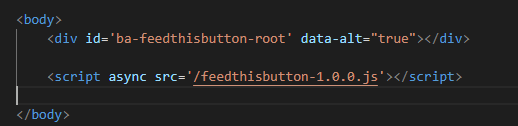 <body>
<div id='ba-feedthisbutton-root' data-alt="true"></div>
<script async src='/feedthisbutton-1.0.0.js'></script>
</body>